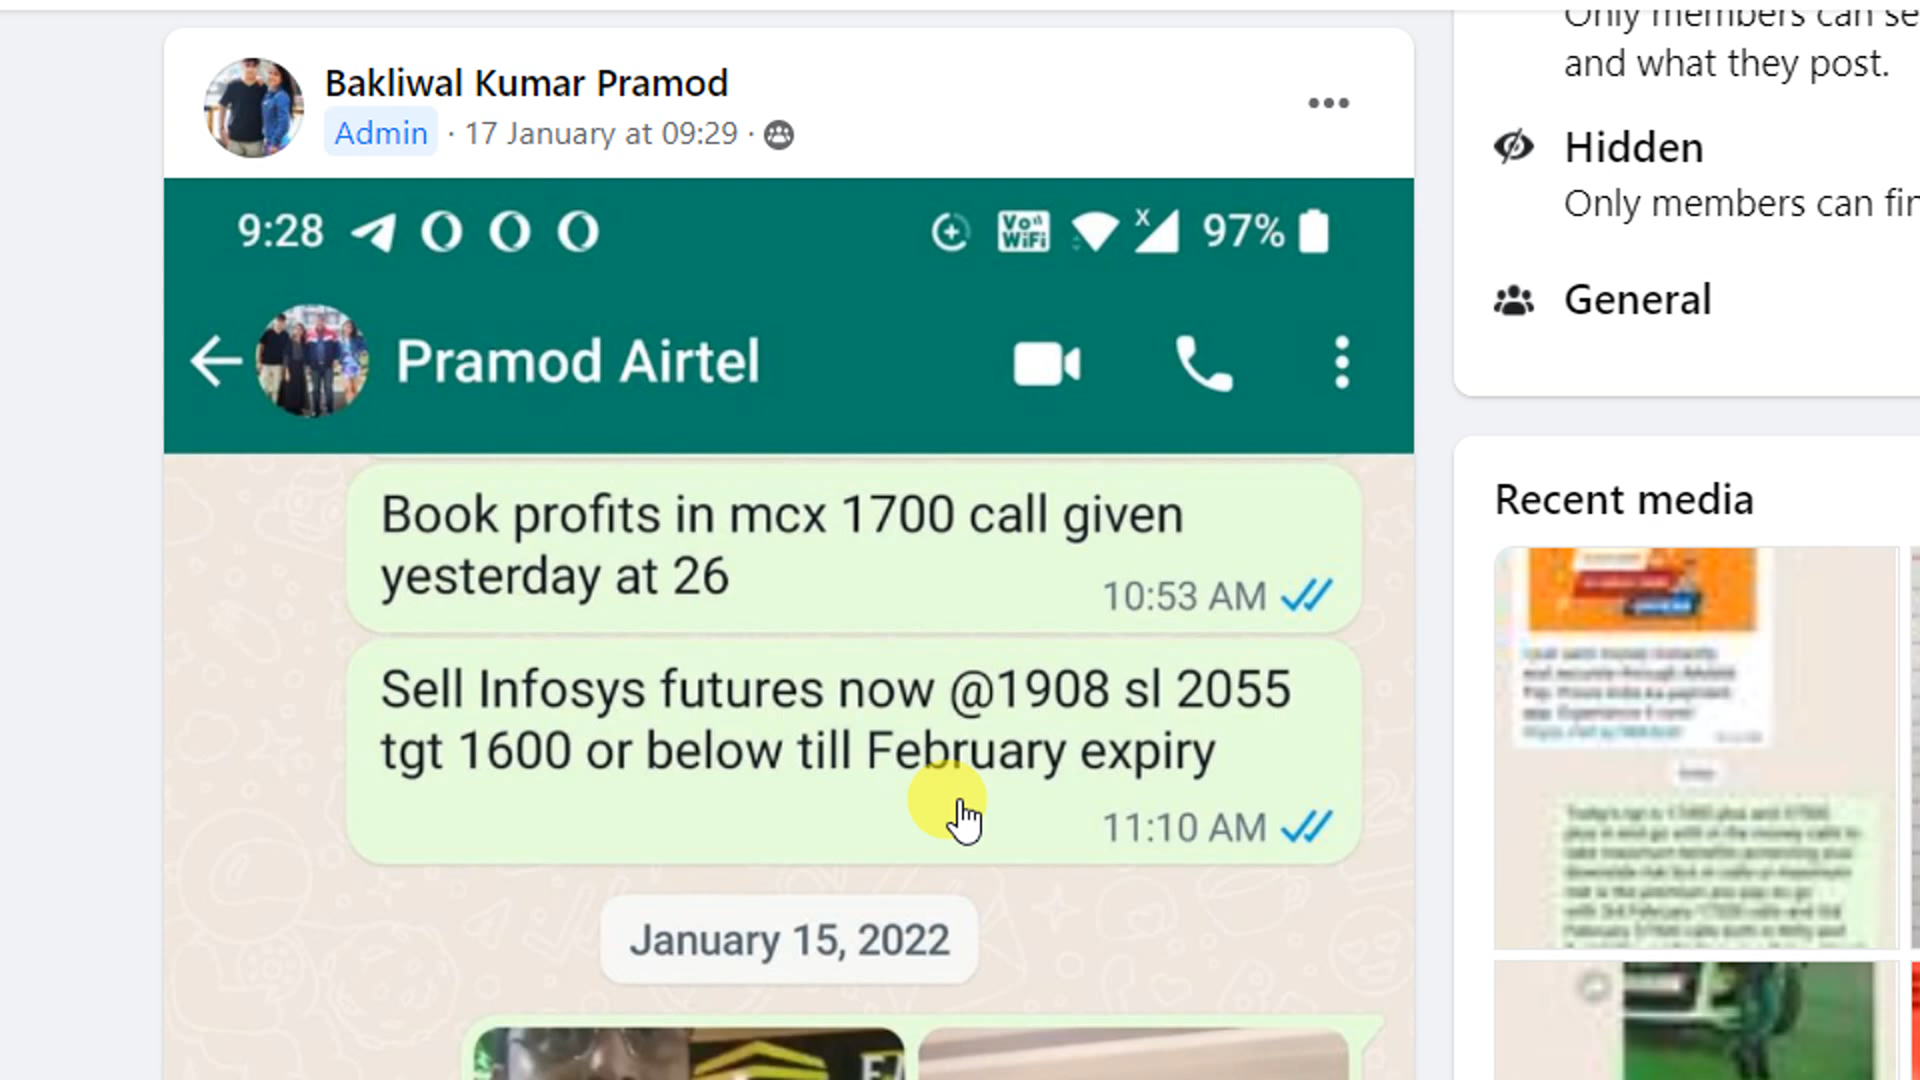 Only members can se
and what they post.
Bakliwal Kumar Pramod
Admin · 17 January at 09:29 ·
Hidden
Only members can fin
General
9:28
Vo))
WiFi
X
97%
Pramod Airtel
Book profits in mcx 1700 call given
yesterday at 26
10:53 AM
Sell Infosys futures now @1908 sl 2055
tgt 1600 or below till February expiry
11:10 AM
January 15, 2022
Recent media